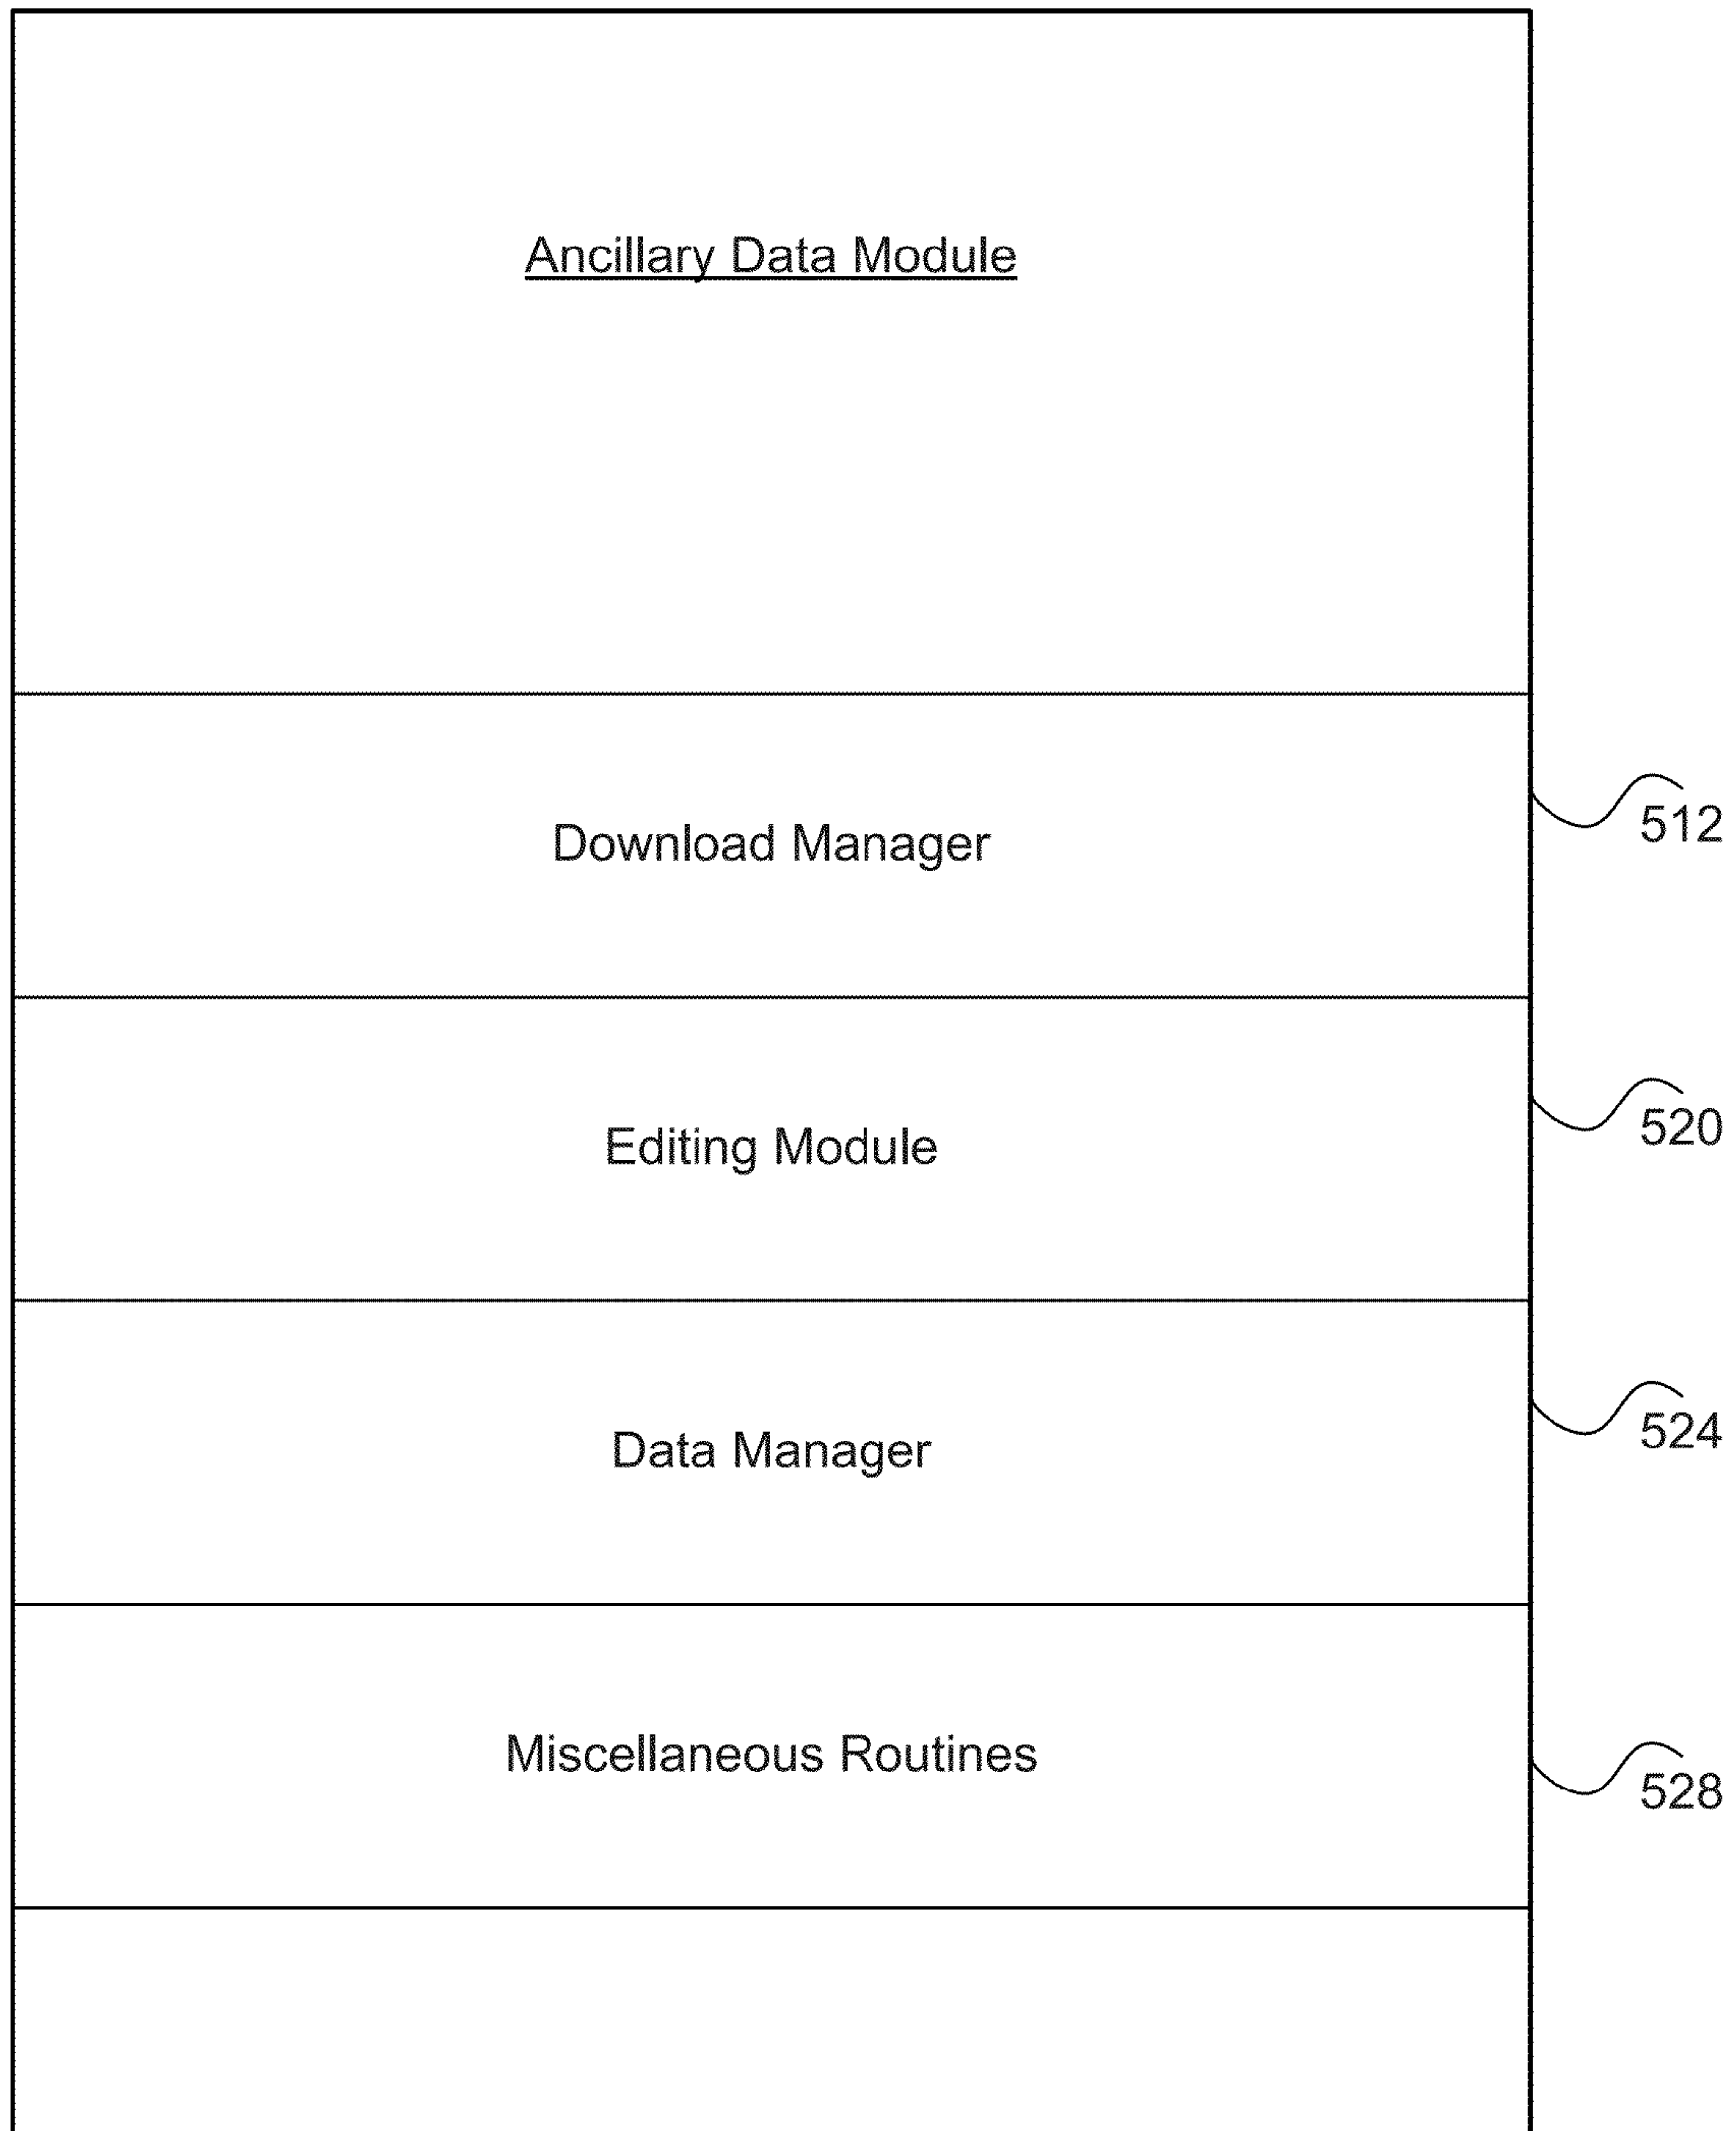 Ancillary Data Module
Download Manager
512
Editing Module
520
Data Manager
524
Miscellaneous Routines
528